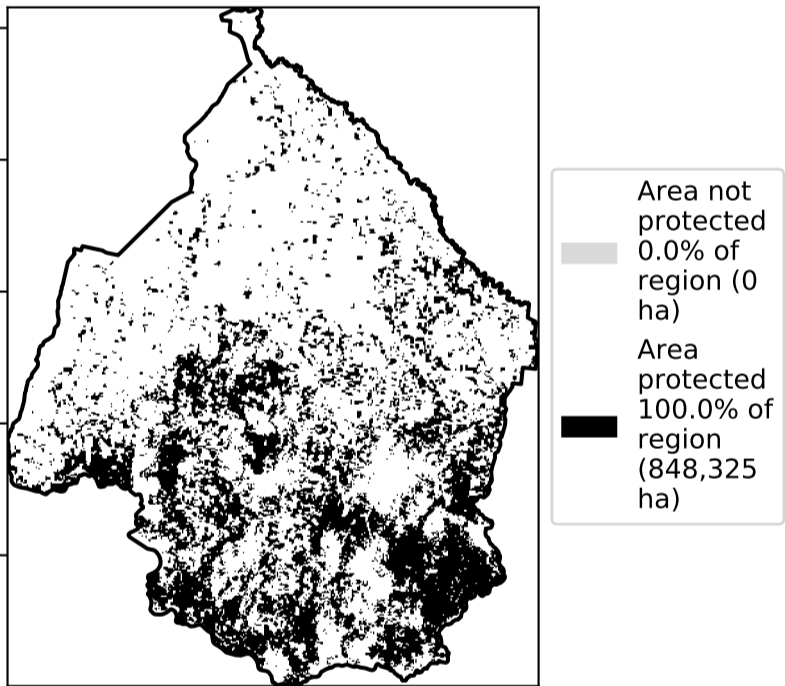 Area not
protected
0.0% of
region (0
ha)
Area
protected
100.0% of
region
(848,325
ha)